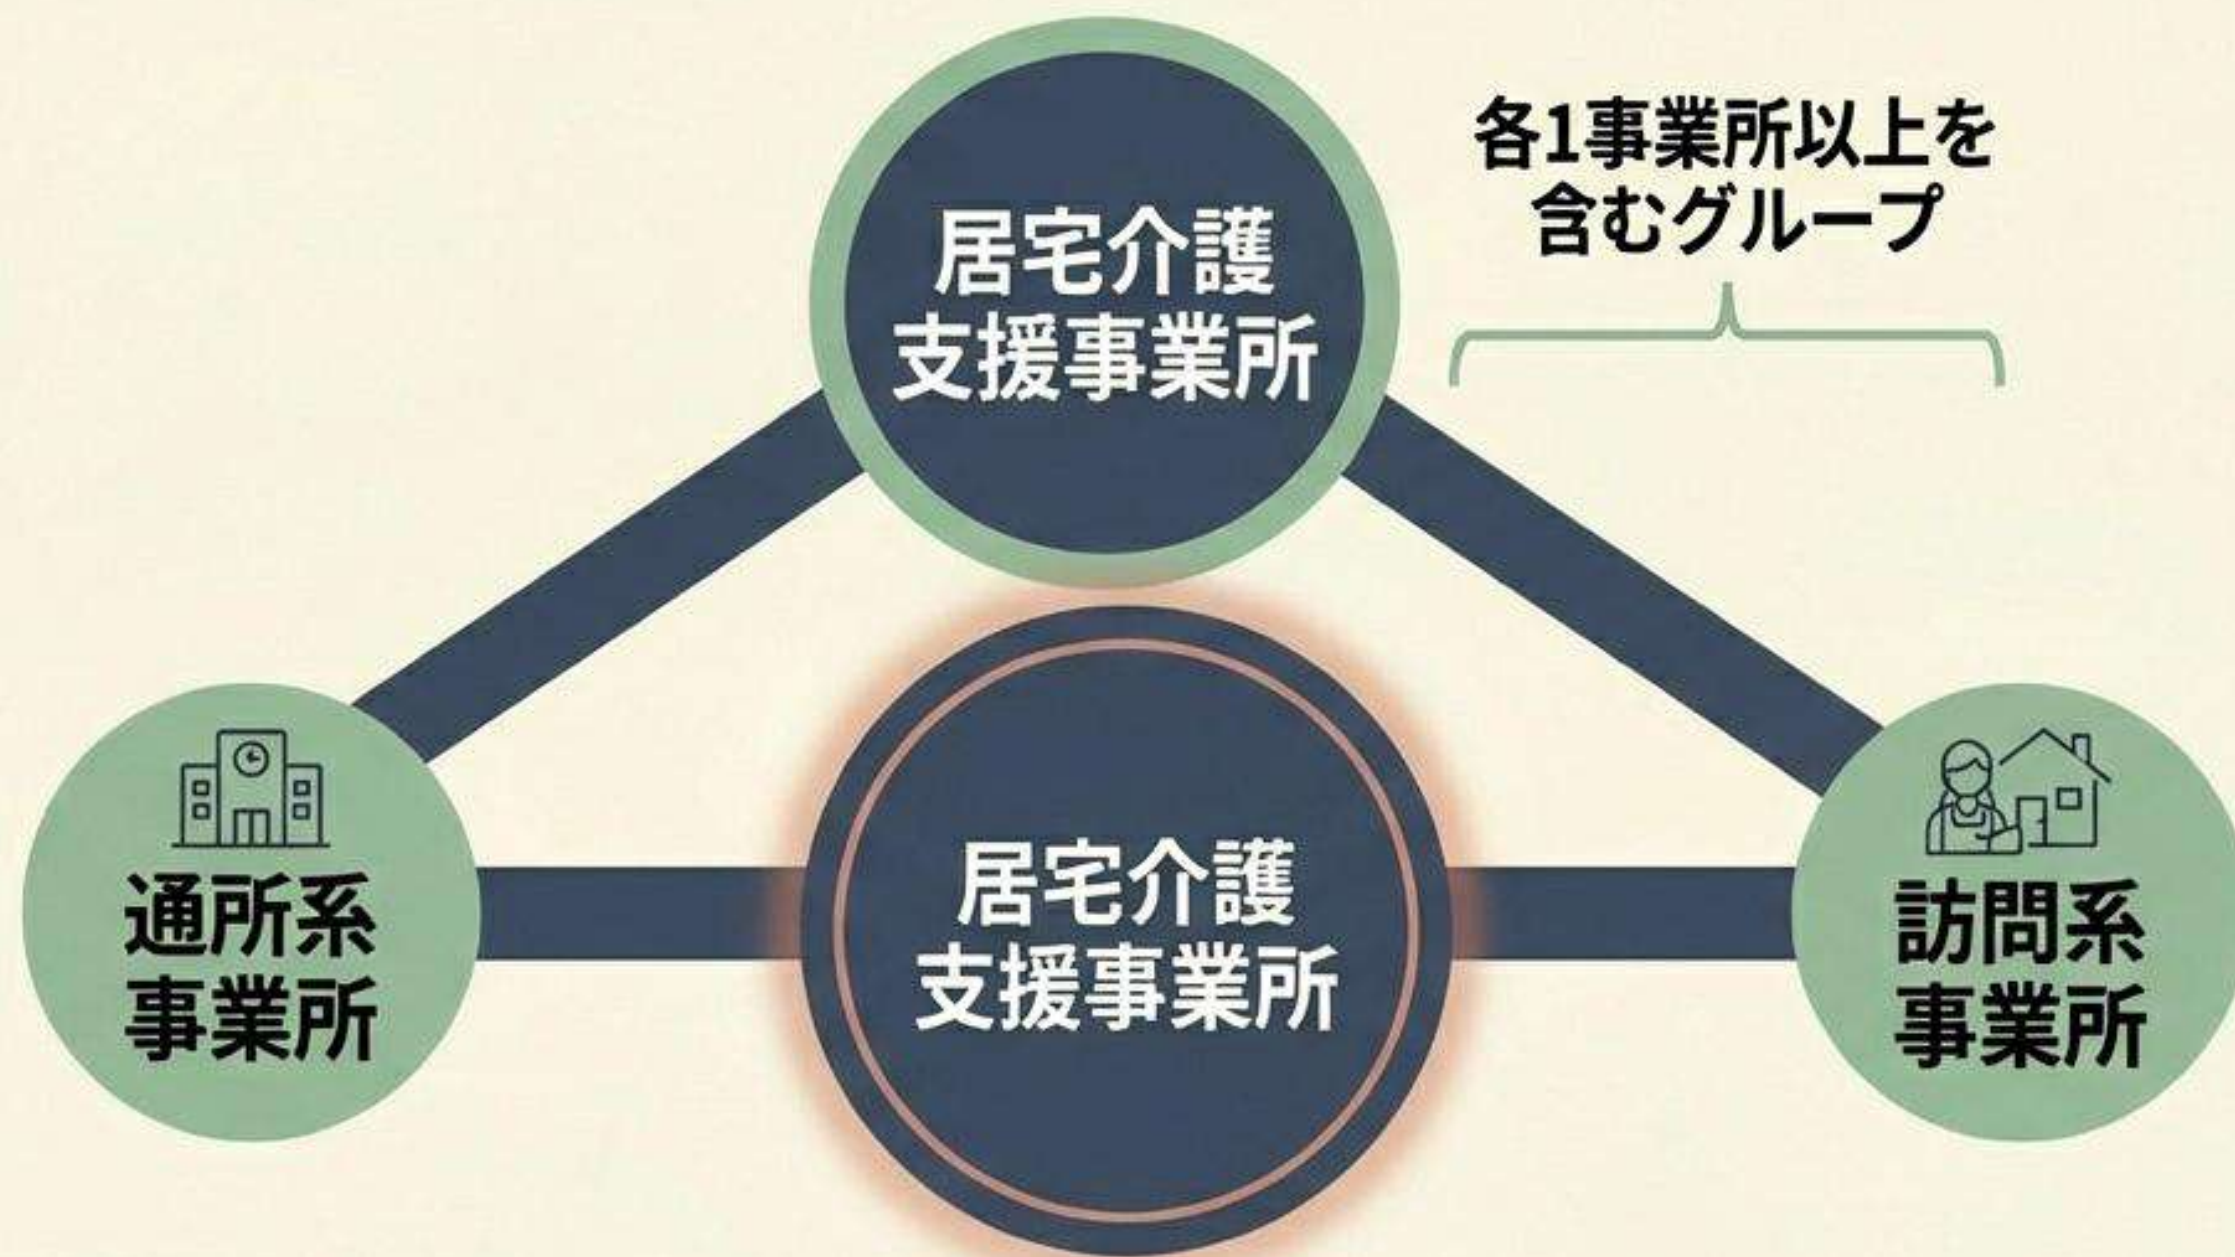 各1事業所以上を
含むグループ
居宅介護
支援事業所
居宅介護
支援事業所
通所系
事業所
訪問系
事業所